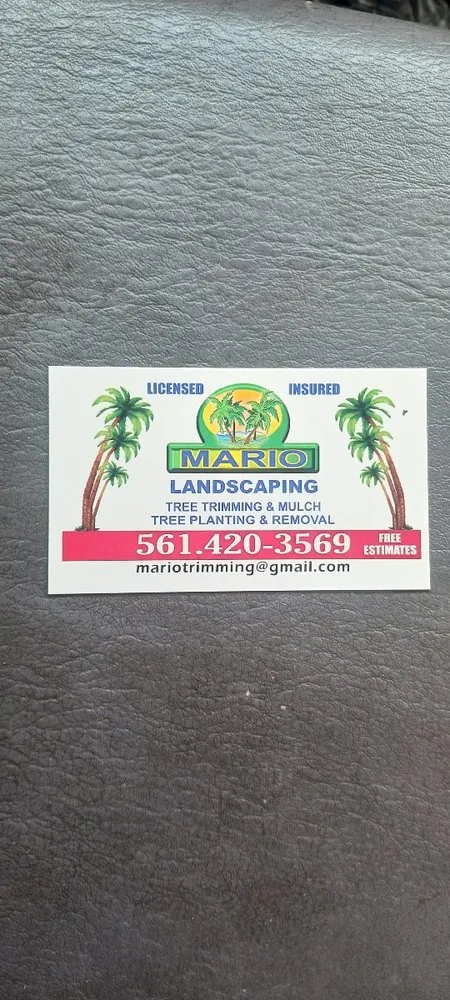 LICENSED INSURED
MARIO
LANDSCAPING
TREE TRIMMING & MULCH
TREE PLANTING & REMOVAL
561.420-3569 FREE ESTIMATES
mariotrimming@gmail.com